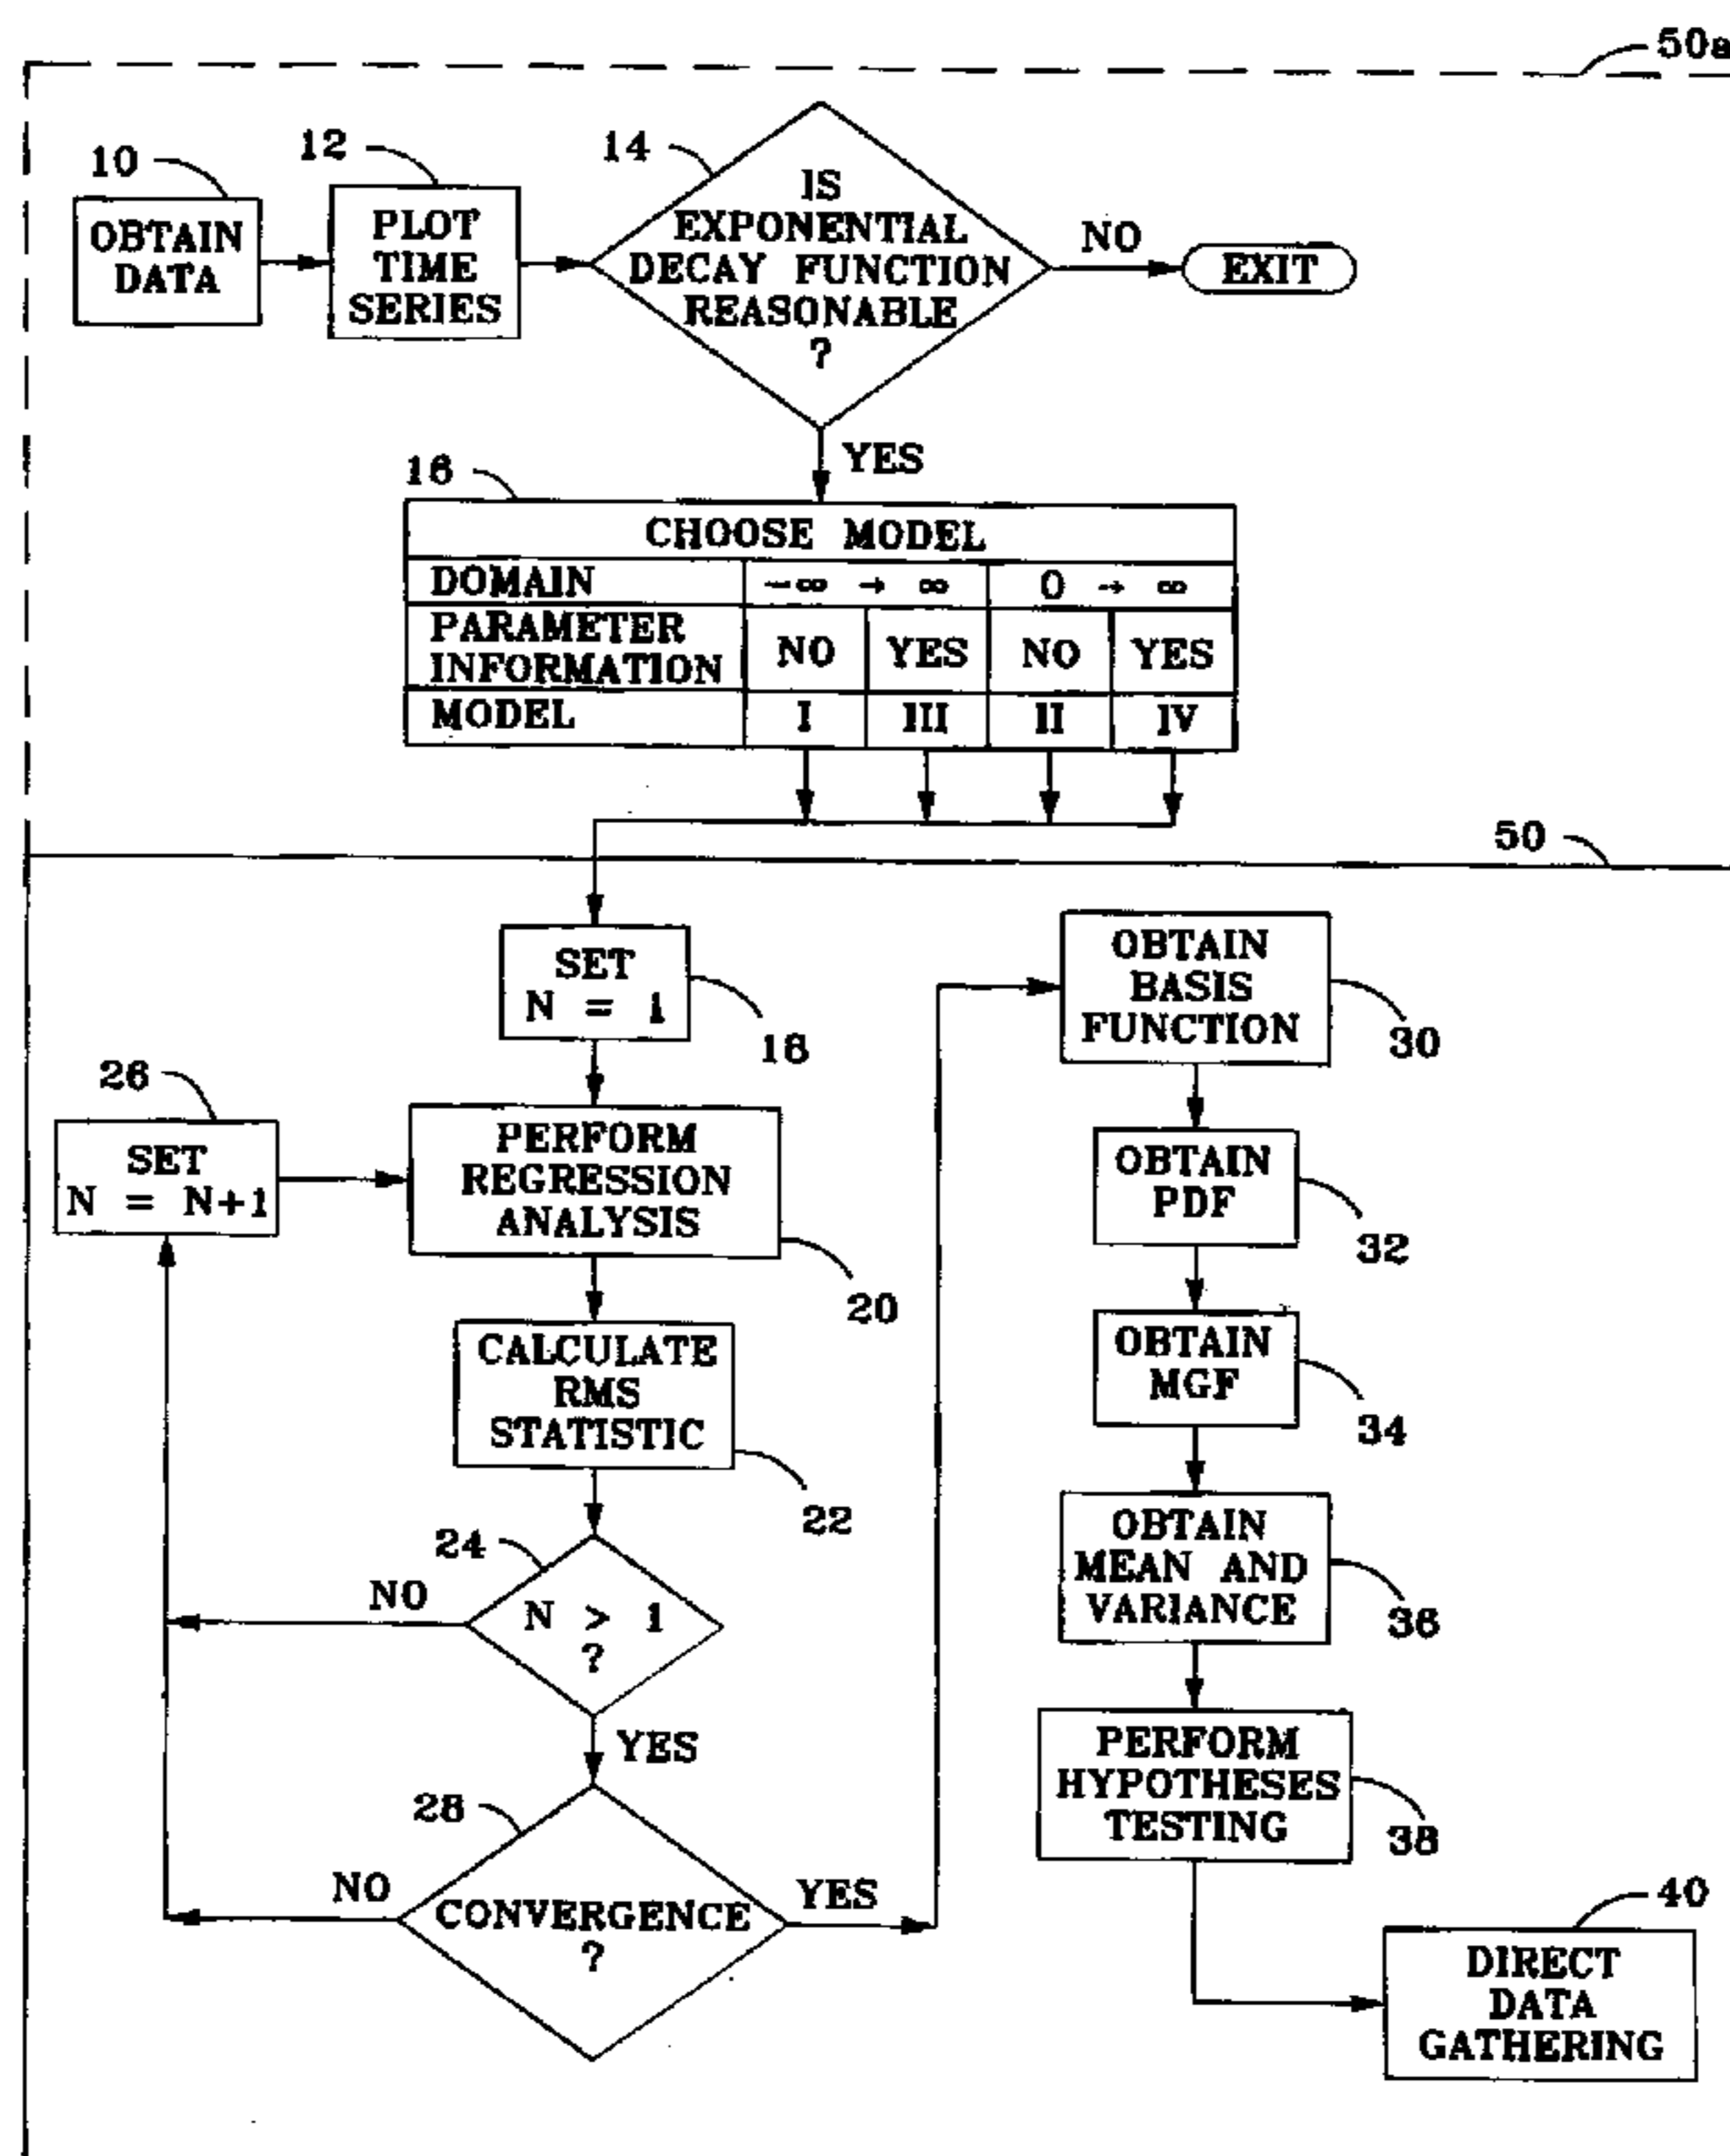 50a
10
12
14
OBTAIN
DATA
PLOT
TIME
SERIES
IS
EXPONENTIAL
DECAY FUNCTION
REASONABLE
?
NO
EXIT
YES
16
CHOOSE MODEL
DOMAIN -∞ → ∞ 0 → ∞
PARAMETER
INFORMATION NO YES NO YES
MODEL I III II IV
50
SET
N = 1
18
26
SET
N = N+1
PERFORM
REGRESSION
ANALYSIS
20
CALCULATE
RMS
STATISTIC
22
24
NO
N > 1
?
YES
28
NO
CONVERGENCE
?
YES
OBTAIN
BASIS
FUNCTION
30
OBTAIN
PDF
32
OBTAIN
MGF
34
OBTAIN
MEAN AND
VARIANCE
36
PERFORM
HYPOTHESES
TESTING
38
40
DIRECT
DATA
GATHERING